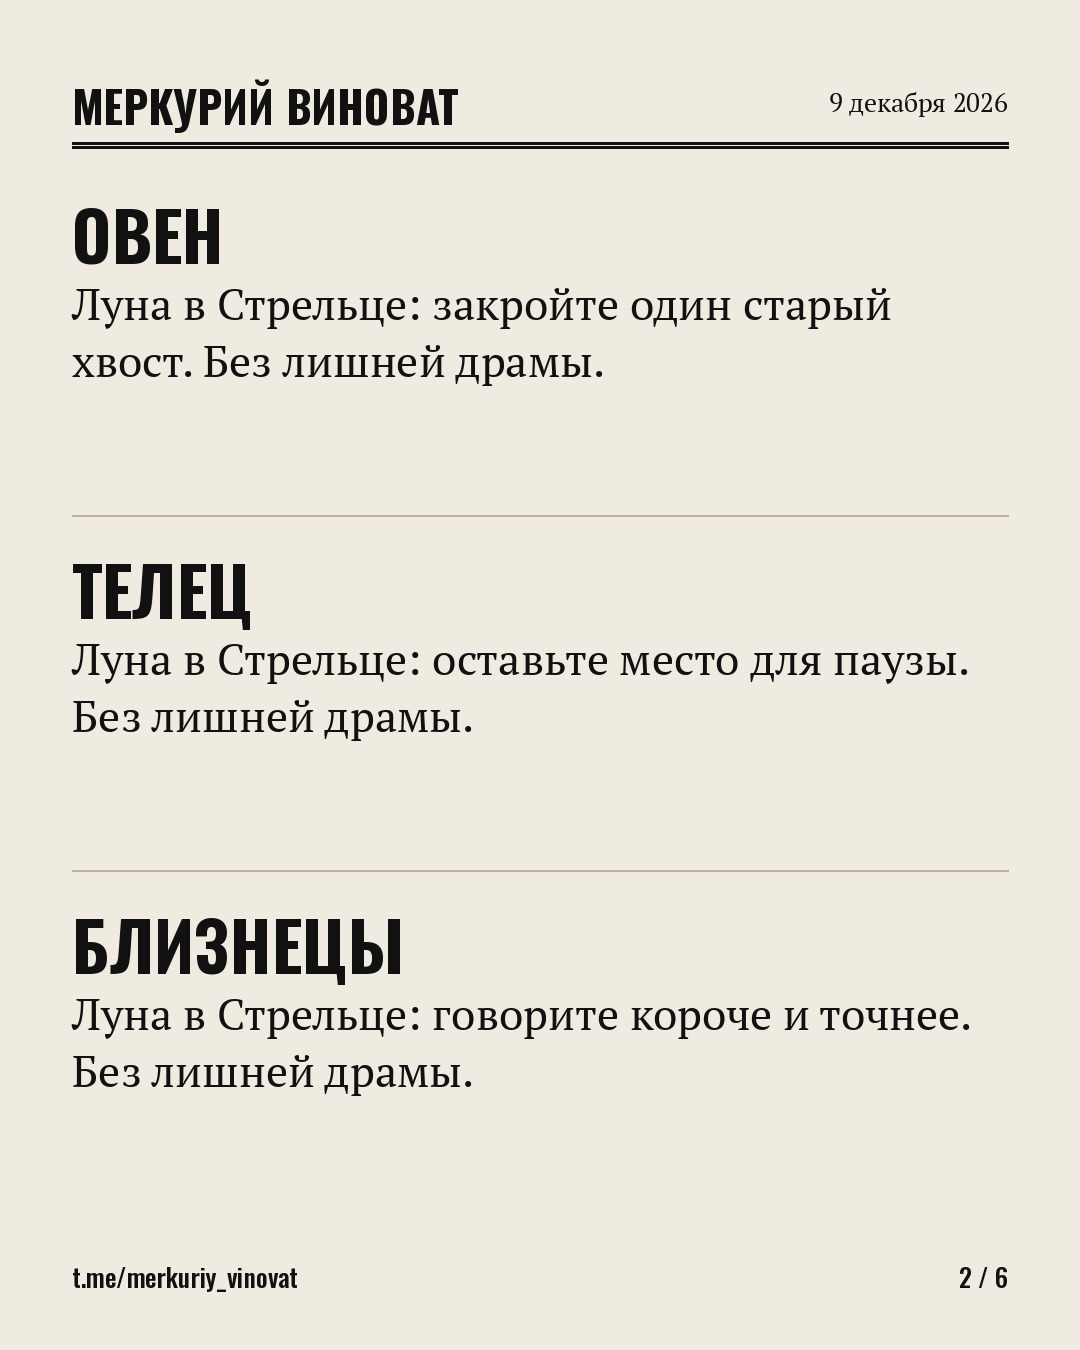 МЕРКУРИЙ ВИНОВАТ
9 декабря 2026
ОВЕН
Луна в Стрельце: закройте один старый
хвост. Без лишней драмы.
ТЕЛЕЦ
Луна в Стрельце: оставьте место для паузы.
Без лишней драмы.
БЛИЗНЕЦЫ
Луна в Стрельце: говорите короче и точнее.
Без лишней драмы.
t.me/merkuriy_vinovat
2 / 6